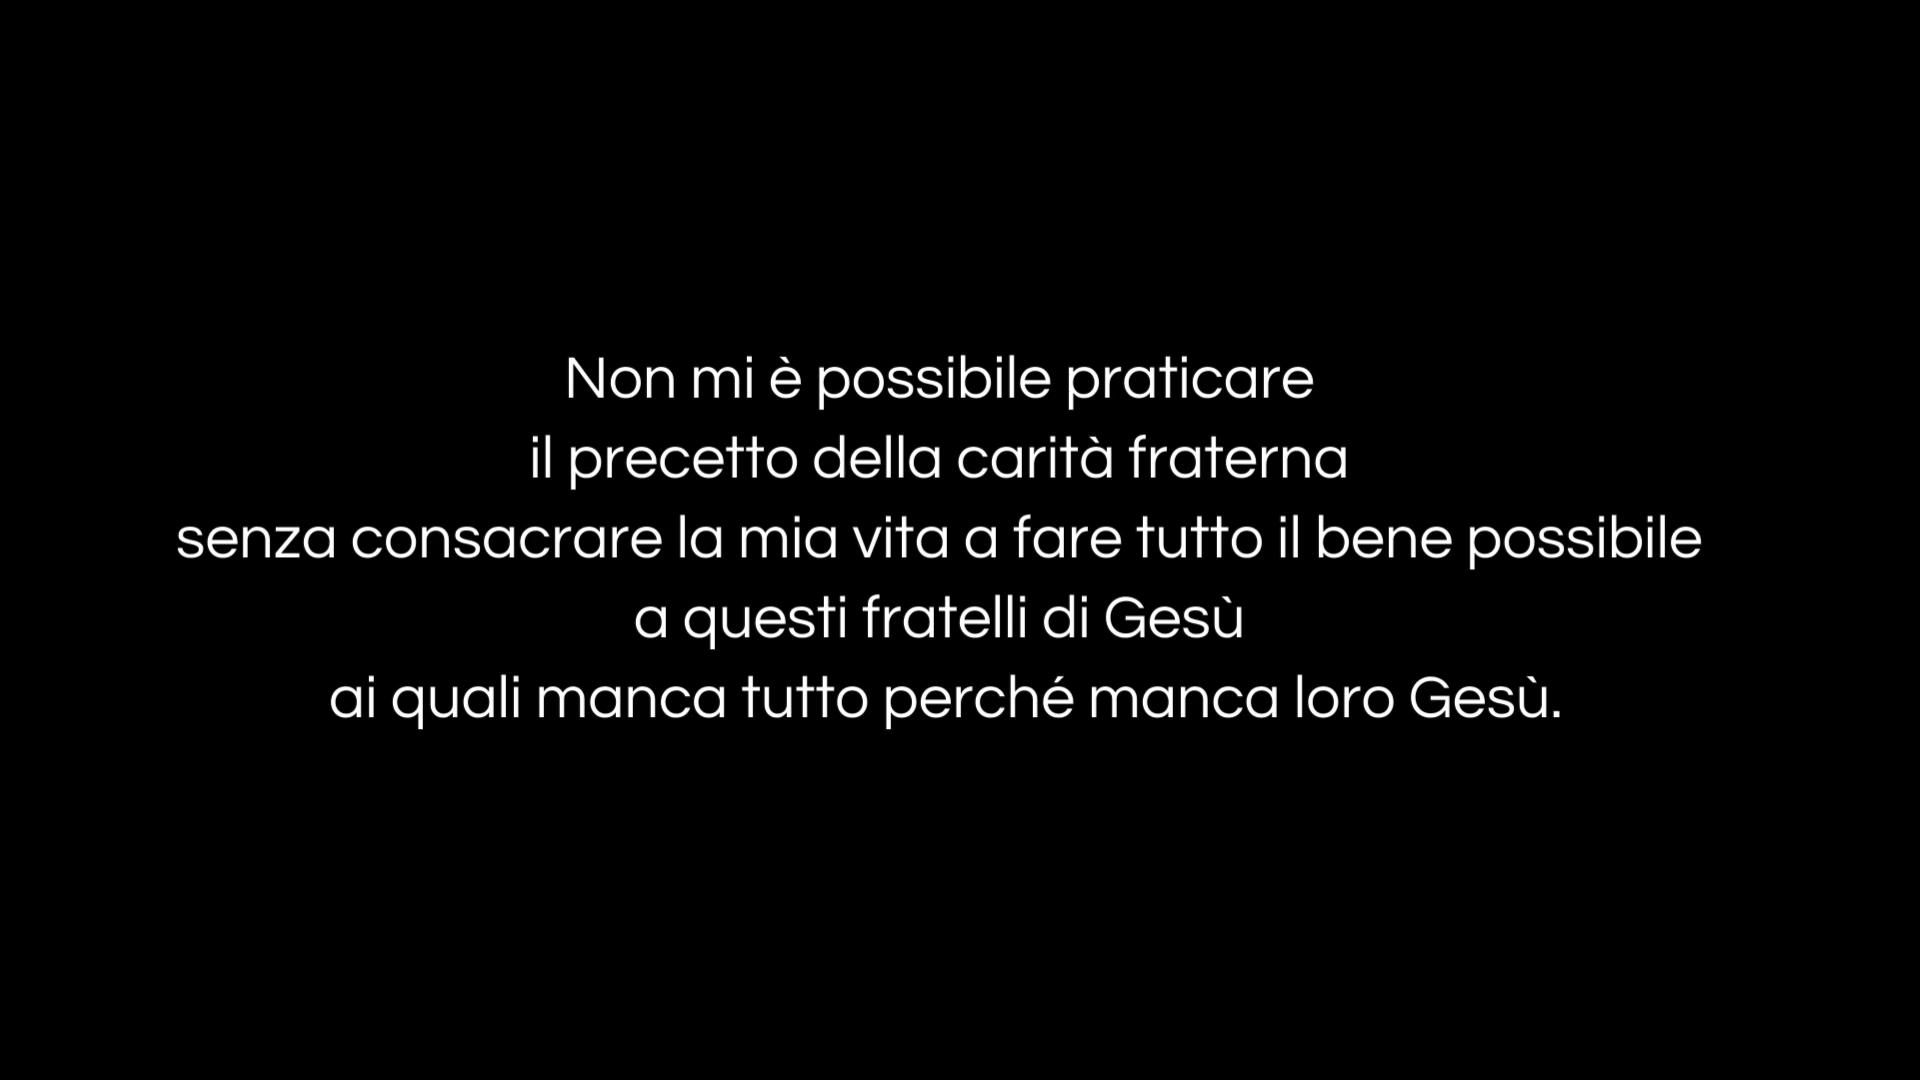 Non mi è possibile praticare
il precetto della carità fraterna
senza consacrare la mia vita a fare tutto il bene possibile
a questi fratelli di Gesù
ai quali manca tutto perché manca loro Gesù.